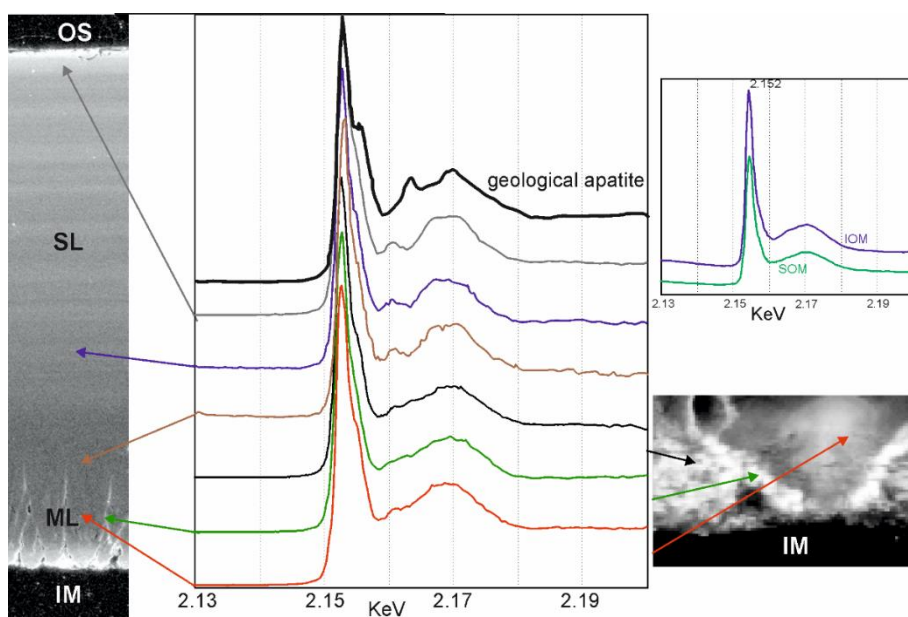 OS
SL
ML
IM
geological apatite
2.13 2.15 2.17 2.19
KeV
2.152
IOM
SOM
2.13 2.15 2.17 2.19
KeV
IM